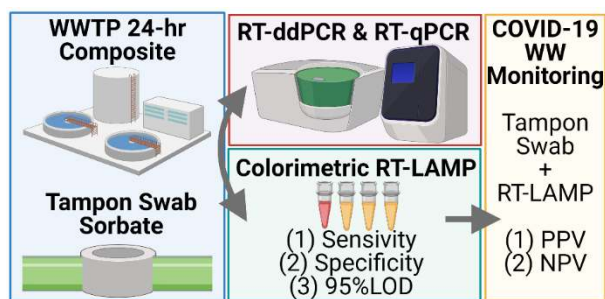 WWTP 24-hr
Composite
Tampon Swab
Sorbate
RT-ddPCR & RT-qPCR
Colorimetric RT-LAMP
(1) Sensivity
(2) Specificity
(3) 95%LOD
COVID-19
WW
Monitoring
Tampon
Swab
+
RT-LAMP
(1) PPV
(2) NPV